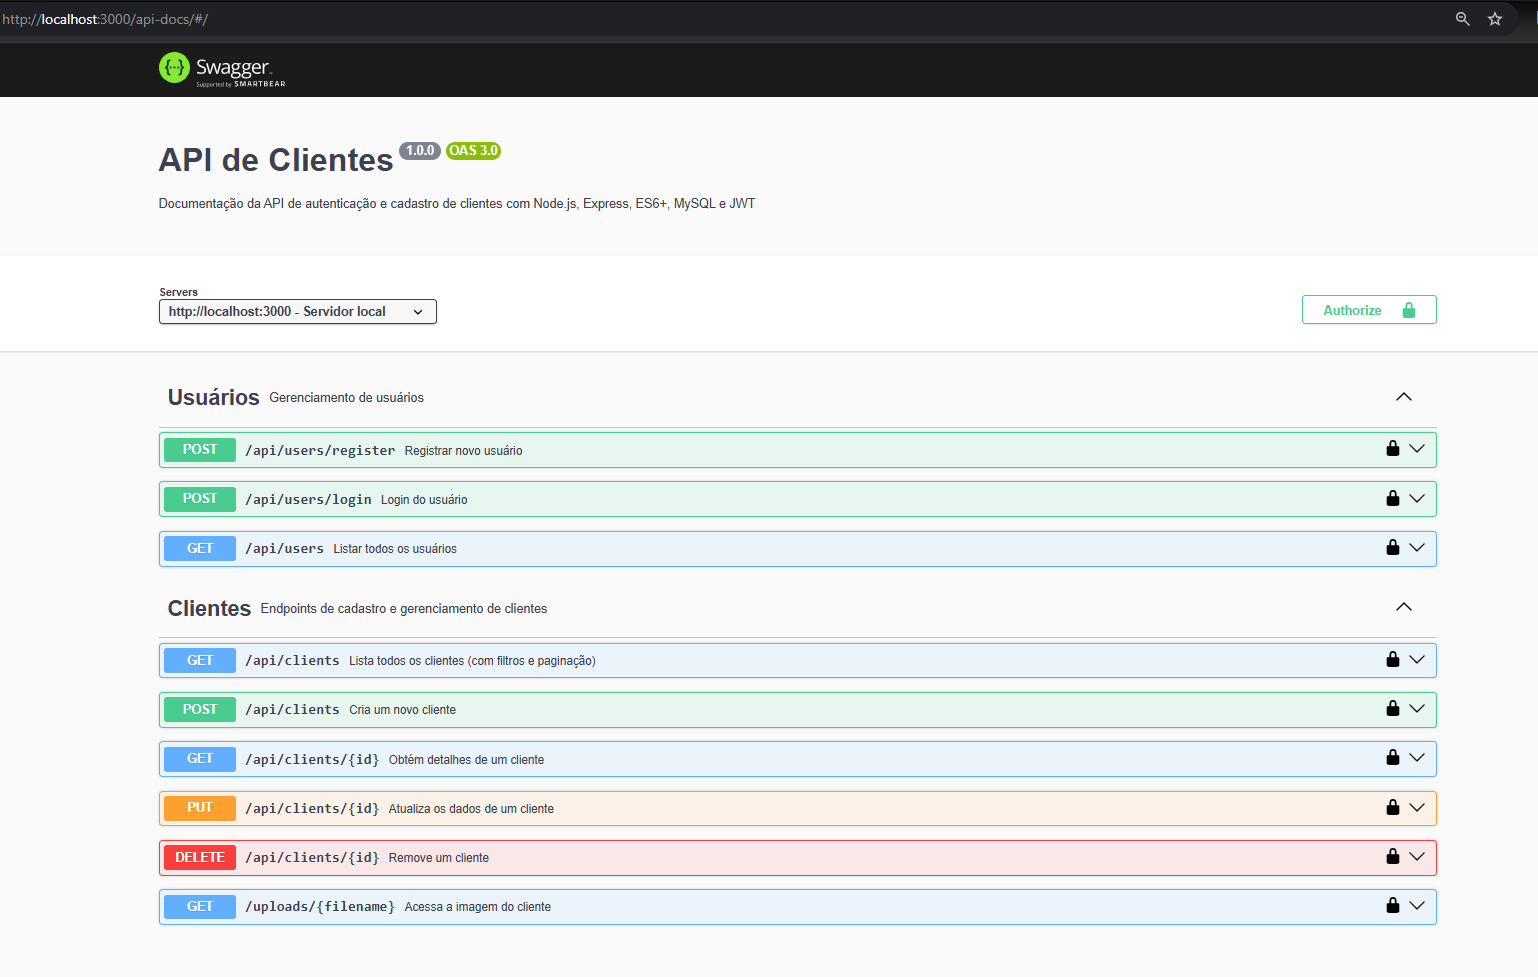 http://localhost:3000/api-docs/#/
Swagger
Supported by SMARTBEAR
API de Clientes 1.0.0 OAS 3.0
Documentação da API de autenticação e cadastro de clientes com Node.js, Express, ES6+, MySQL e JWT
Servers
http://localhost:3000 - Servidor local
Authorize
Usuários Gerenciamento de usuários
POST /api/users/register Registrar novo usuário
POST /api/users/login Login do usuário
GET /api/users Listar todos os usuários
Clientes Endpoints de cadastro e gerenciamento de clientes
GET /api/clients Lista todos os clientes (com filtros e paginação)
POST /api/clients Cria um novo cliente
GET /api/clients/{id} Obtém detalhes de um cliente
PUT /api/clients/{id} Atualiza os dados de um cliente
DELETE /api/clients/{id} Remove um cliente
GET /uploads/{filename} Acessa a imagem do cliente